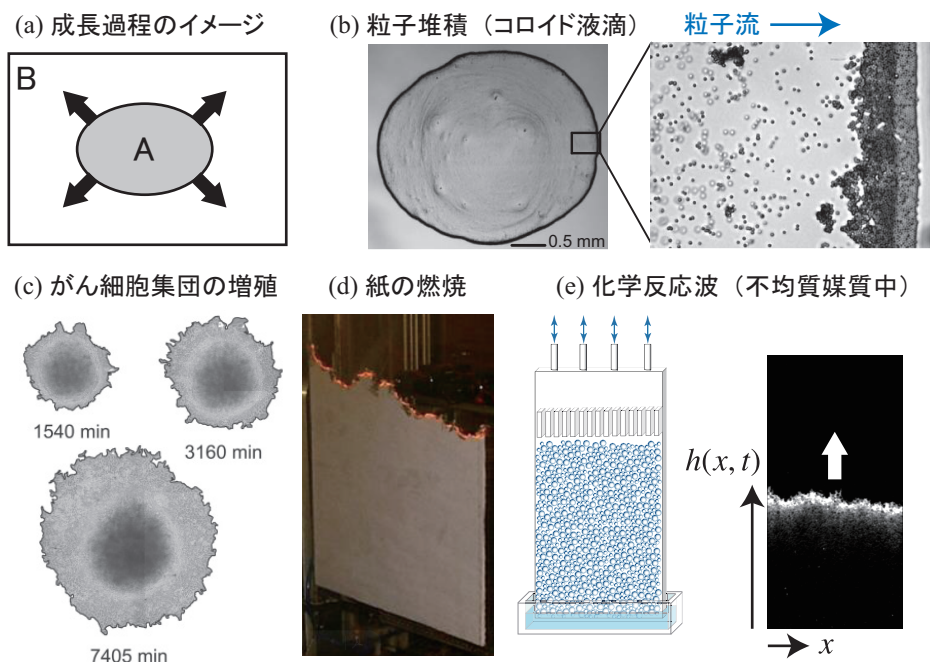 (a) 成長過程のイメージ
B
A
(b) 粒子堆積（コロイド液滴）
粒子流
0.5 mm
(c) がん細胞集団の増殖
1540 min
3160 min
7405 min
(d) 紙の燃焼
(e) 化学反応波（不均質媒質中）
h(x, t)
x